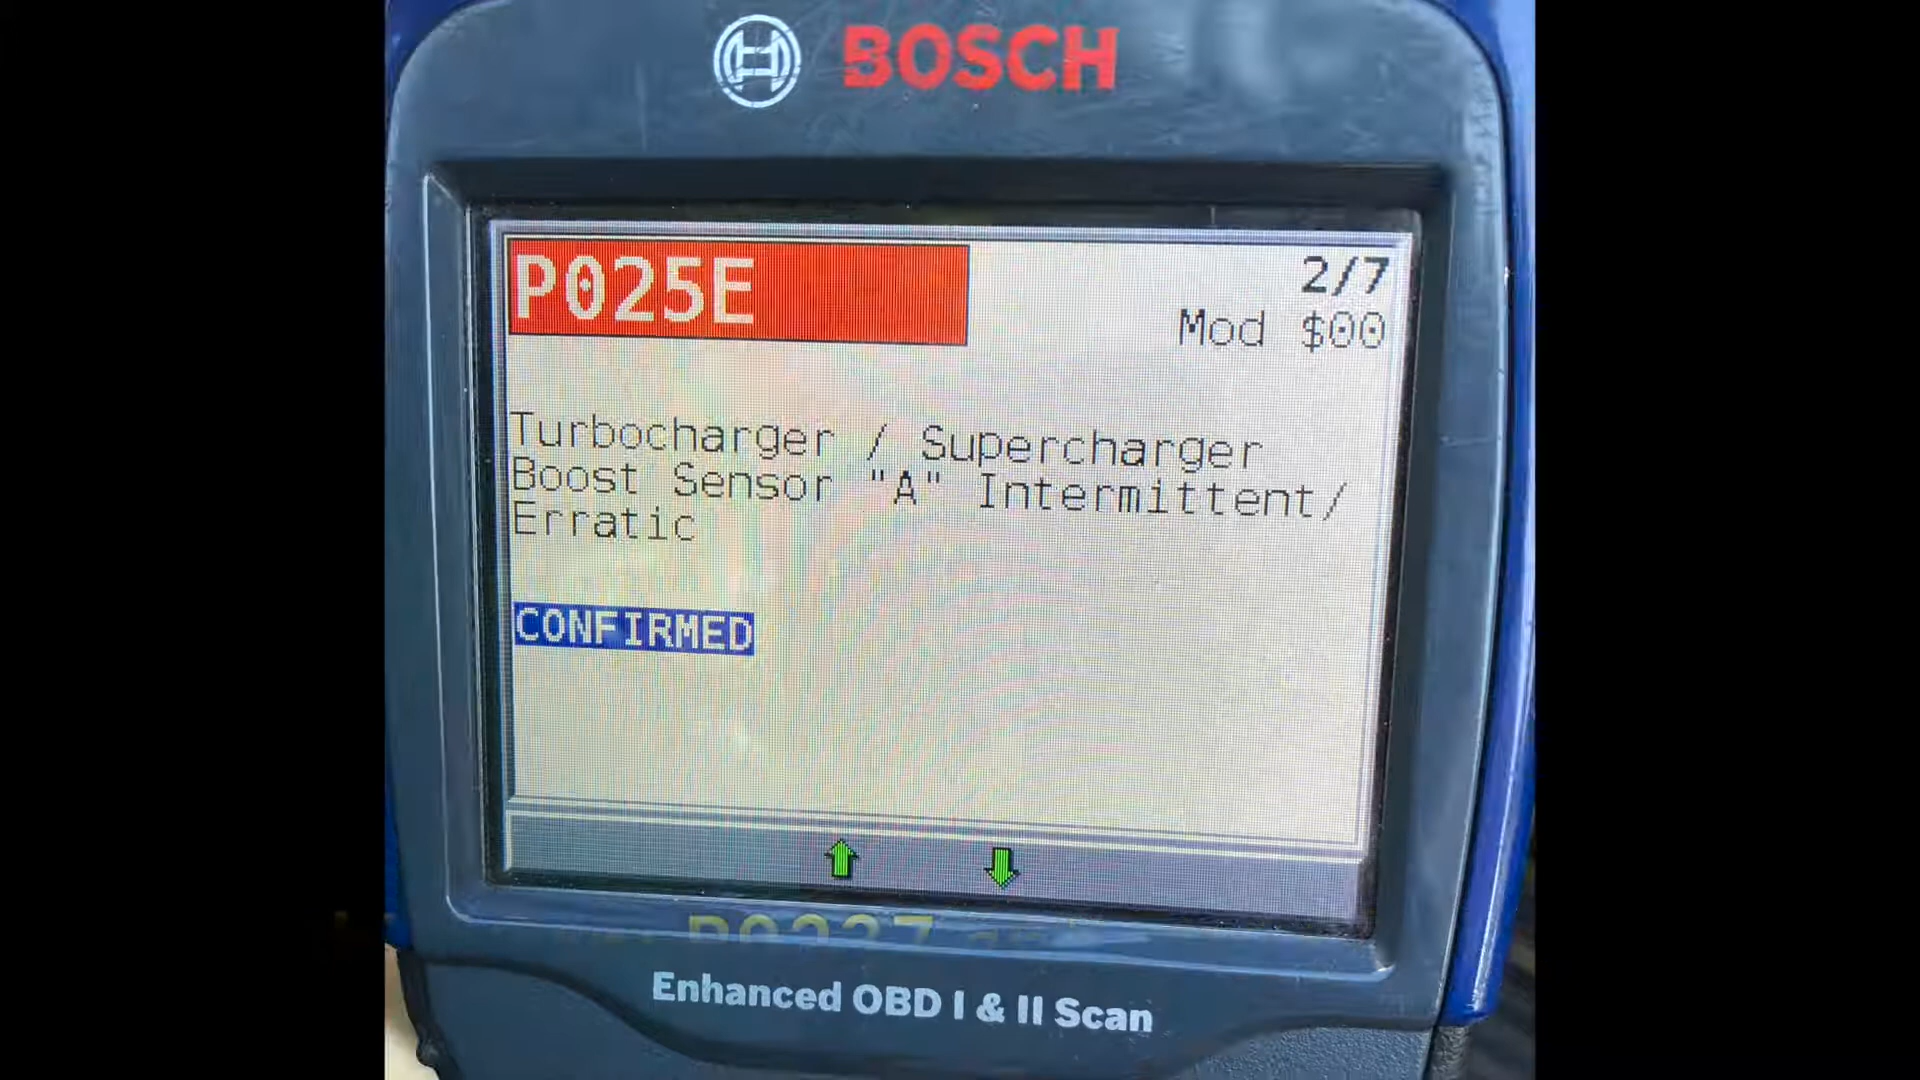 BOSCH
P025E
2/7
Mod $00
Turbocharger / Supercharger
Boost Sensor "A" Intermittent/
Erratic
CONFIRMED
Enhanced OBD I & II Scan